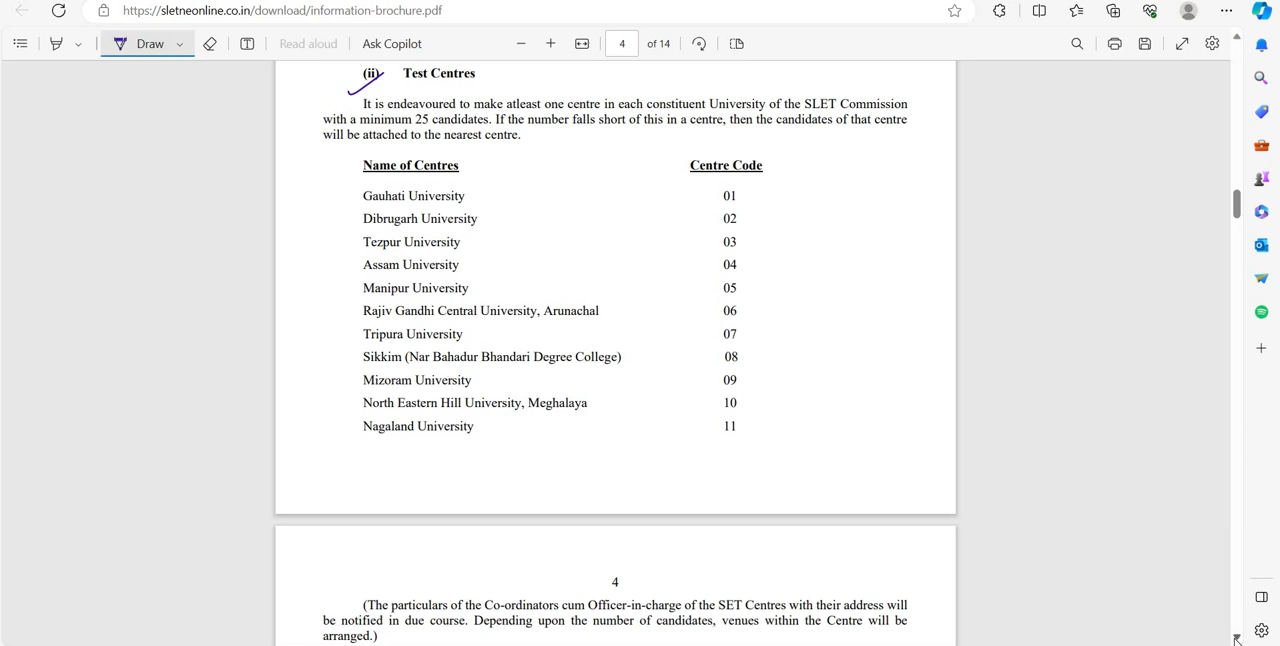 https://sletneonline.co.in/download/information-brochure.pdf
Draw
Read aloud
Ask Copilot
4 of 14
(ii) Test Centres
It is endeavoured to make atleast one centre in each constituent University of the SLET Commission
with a minimum 25 candidates. If the number falls short of this in a centre, then the candidates of that centre
will be attached to the nearest centre.
Name of Centres Centre Code
Gauhati University 01
Dibrugarh University 02
Tezpur University 03
Assam University 04
Manipur University 05
Rajiv Gandhi Central University, Arunachal 06
Tripura University 07
Sikkim (Nar Bahadur Bhandari Degree College) 08
Mizoram University 09
North Eastern Hill University, Meghalaya 10
Nagaland University 11
4
(The particulars of the Co-ordinators cum Officer-in-charge of the SET Centres with their address will
be notified in due course. Depending upon the number of candidates, venues within the Centre will be
arranged.)